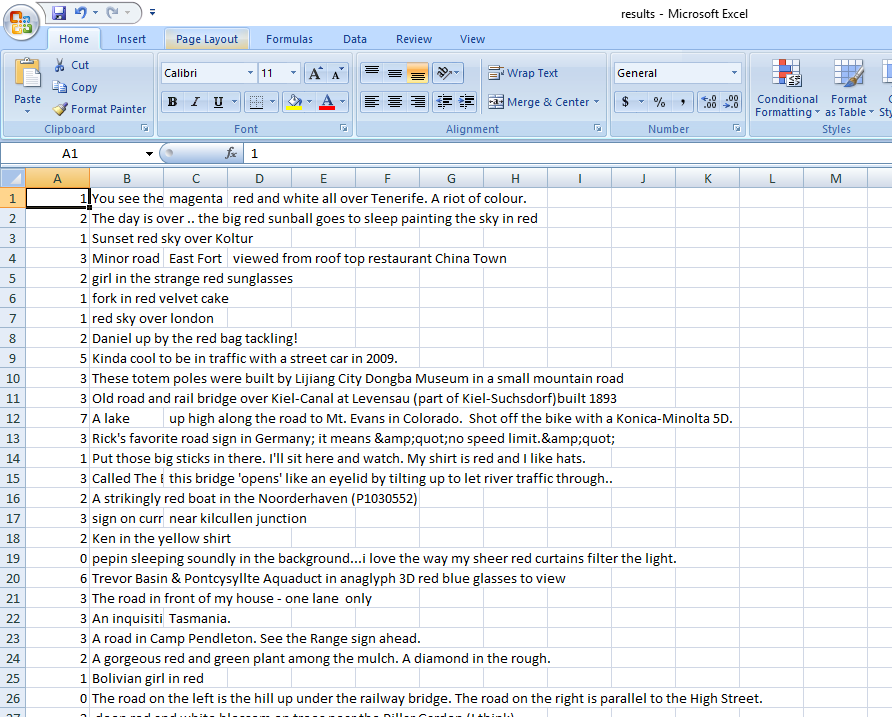 results - Microsoft Excel
Home Insert Page Layout Formulas Data Review View
Paste Cut Copy Format Painter
Calibri 11 A A
B I U A
Wrap Text
Merge & Center
General
$ % , .00 .00
Conditional Formatting Format as Table
Clipboard Font Alignment Number Styles
A1 fx 1
A B C D E F G H I J K L M
1 1 You see the magenta red and white all over Tenerife. A riot of colour.
2 2 The day is over .. the big red sunball goes to sleep painting the sky in red
3 1 Sunset red sky over Koltur
4 3 Minor road East Fort viewed from roof top restaurant China Town
5 2 girl in the strange red sunglasses
6 1 fork in red velvet cake
7 1 red sky over london
8 2 Daniel up by the red bag tackling!
9 5 Kinda cool to be in traffic with a street car in 2009.
10 3 These totem poles were built by Lijiang City Dongba Museum in a small mountain road
11 3 Old road and rail bridge over Kiel-Canal at Levensau (part of Kiel-Suchsdorf)built 1893
12 7 A lake up high along the road to Mt. Evans in Colorado. Shot off the bike with a Konica-Minolta 5D.
13 3 Rick's favorite road sign in Germany; it means &amp;quot;no speed limit.&amp;quot;
14 1 Put those big sticks in there. I'll sit here and watch. My shirt is red and I like hats.
15 3 Called The this bridge 'opens' like an eyelid by tilting up to let river traffic through..
16 2 A strikingly red boat in the Noorderhaven (P1030552)
17 3 sign on curr near kilcullen junction
18 2 Ken in the yellow shirt
19 0 pepin sleeping soundly in the background...i love the way my sheer red curtains filter the light.
20 6 Trevor Basin & Pontcysyllte Aquaduct in anaglyph 3D red blue glasses to view
21 3 The road in front of my house - one lane only
22 3 An inquisiti Tasmania.
23 3 A road in Camp Pendleton. See the Range sign ahead.
24 2 A gorgeous red and green plant among the mulch. A diamond in the rough.
25 1 Bolivian girl in red
26 0 The road on the left is the hill up under the railway bridge. The road on the right is parallel to the High Street.